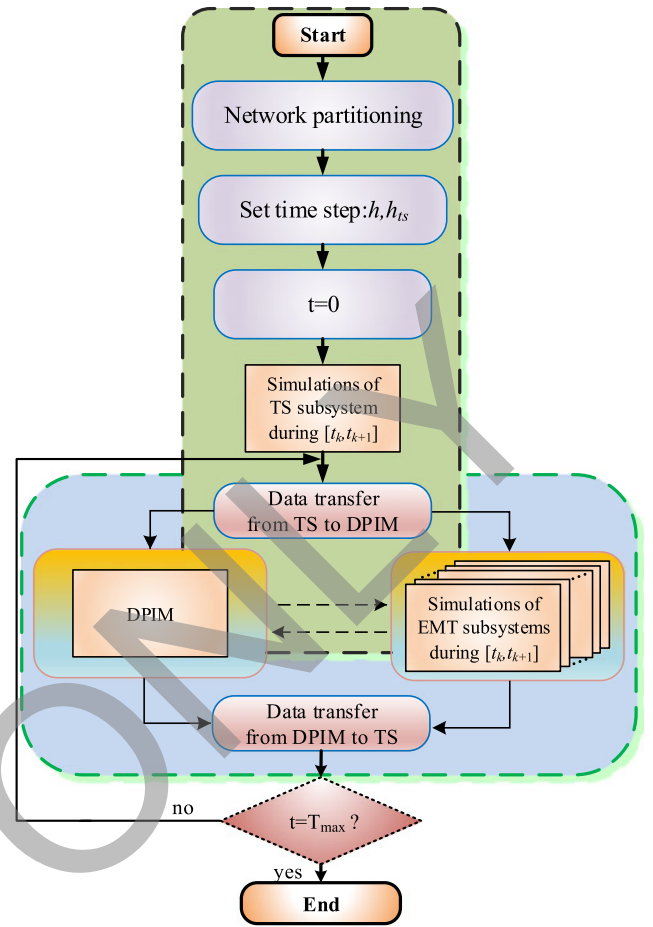 Start
Network partitioning
Set time step:h,hts
t=0
Simulations of
TS subsystem
during [tk,tk+1]
Data transfer
from TS to DPIM
DPIM
Simulations of
EMT subsystems
during [tk,tk+1]
Data transfer
from DPIM to TS
no
t=Tmax ?
yes
End
ONLY